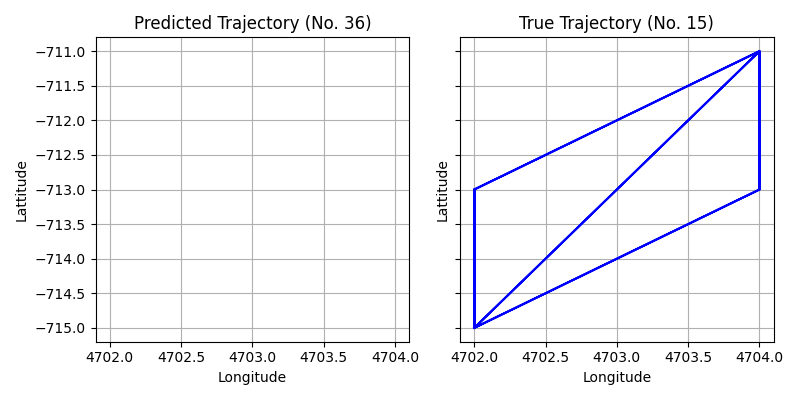 Predicted Trajectory (No. 36)
True Trajectory (No. 15)
−711.0
−711.5
−712.0
−712.5
−713.0
−713.5
−714.0
−714.5
−715.0
Lattitude
Lattitude
4702.0 4702.5 4703.0 4703.5 4704.0
4702.0 4702.5 4703.0 4703.5 4704.0
Longitude
Longitude